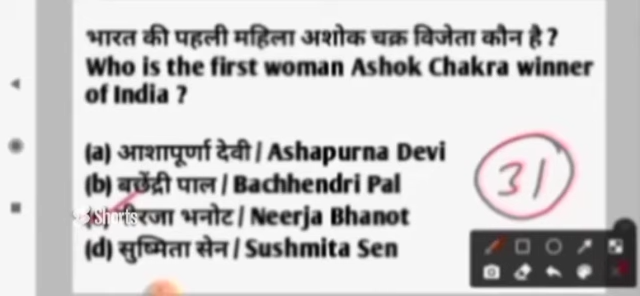 भारत की पहली महिला अशोक चक्र विजेता कौन है ?
Who is the first woman Ashok Chakra winner
of India ?
(a) आशापूर्णा देवी / Ashapurna Devi
(b) बछेंद्री पाल / Bachhendri Pal
Shorts भनोट / Neerja Bhanot
(d) सुष्मिता सेन / Sushmita Sen
31